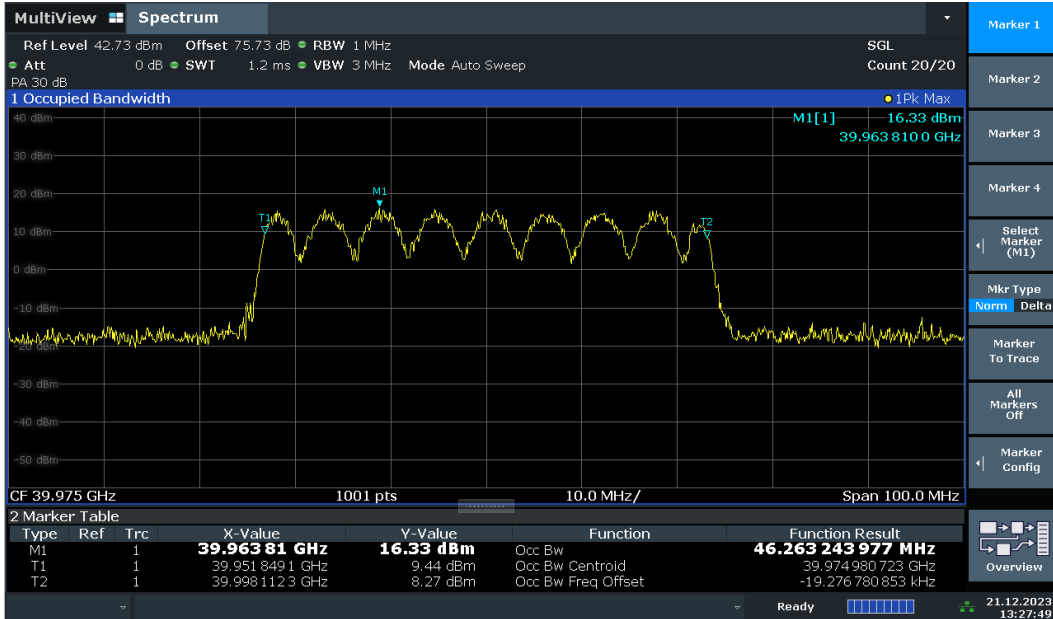 MultiView Spectrum
Ref Level 42.73 dBm Offset 75.73 dB RBW 1 MHz SGL
Att 0 dB SWT 1.2 ms VBW 3 MHz Mode Auto Sweep Count 20/20
PA 30 dB
1 Occupied Bandwidth 1Pk Max
40 dBm M1[1] 16.33 dBm
39.963 810 0 GHz
30 dBm
20 dBm
M1
T1
T2
10 dBm
0 dBm
-10 dBm
-20 dBm
-30 dBm
-40 dBm
-50 dBm
CF 39.975 GHz 1001 pts 10.0 MHz/ Span 100.0 MHz
2 Marker Table
Type Ref Trc X-Value Y-Value Function Function Result
M1 1 39.963 81 GHz 16.33 dBm Occ Bw 46.263 243 977 MHz
T1 1 39.951 849 1 GHz 9.44 dBm Occ Bw Centroid 39.974 980 723 GHz
T2 1 39.998 112 3 GHz 8.27 dBm Occ Bw Freq Offset -19.276 780 853 kHz
Ready 21.12.2023
13:27:49
Marker 1
Marker 2
Marker 3
Marker 4
Select
Marker
(M1)
Mkr Type
Norm Delta
Marker
To Trace
All
Markers
Off
Marker
Config
Overview